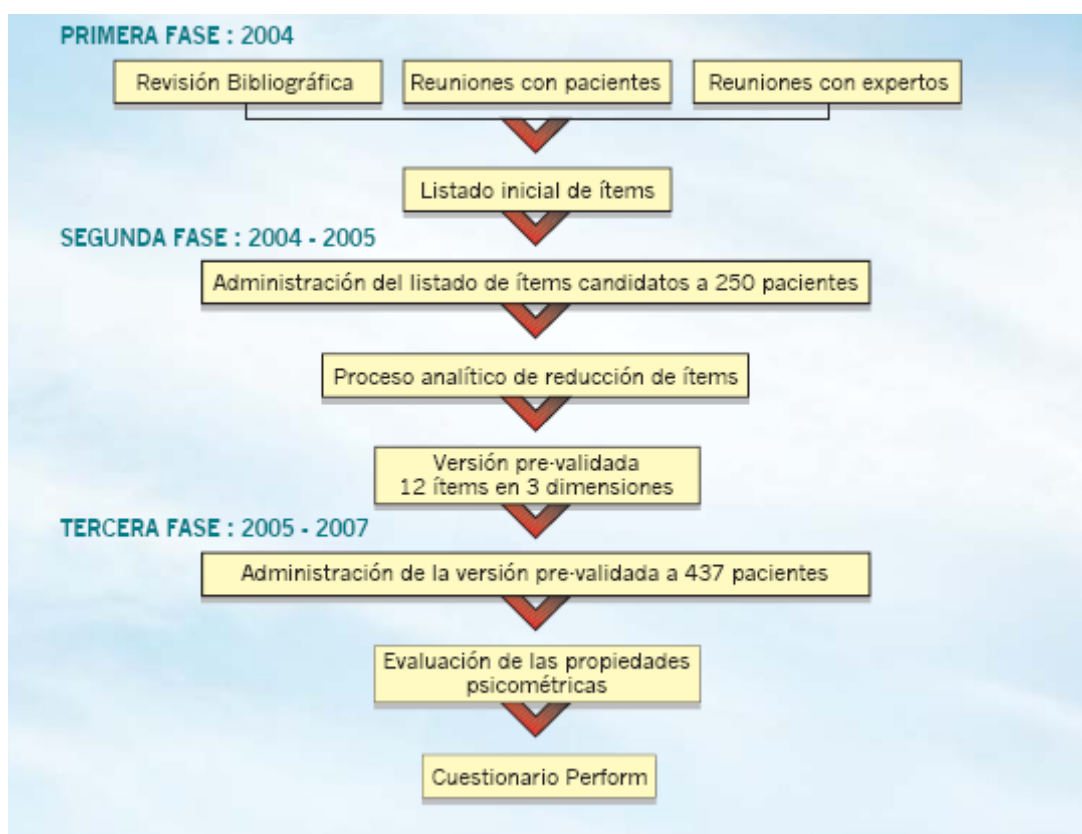 PRIMERA FASE : 2004
Revisión Bibliográfica
Reuniones con pacientes
Reuniones con expertos
Listado inicial de ítems
SEGUNDA FASE : 2004 - 2005
Administración del listado de ítems candidatos a 250 pacientes
Proceso analítico de reducción de ítems
Versión pre-validada
12 ítems en 3 dimensiones
TERCERA FASE : 2005 - 2007
Administración de la versión pre-validada a 437 pacientes
Evaluación de las propiedades
psicométricas
Cuestionario Perform